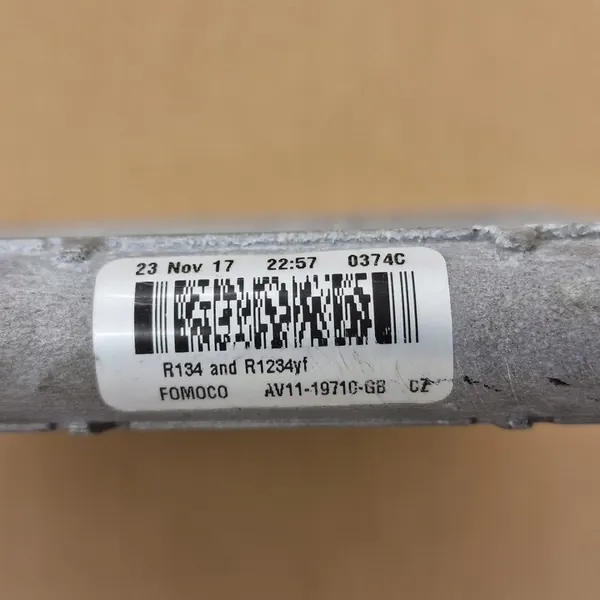 23 Nov 17 22:57 0374C
R134 and R1234yf
FOMOCO AV11-19710-GB CZ